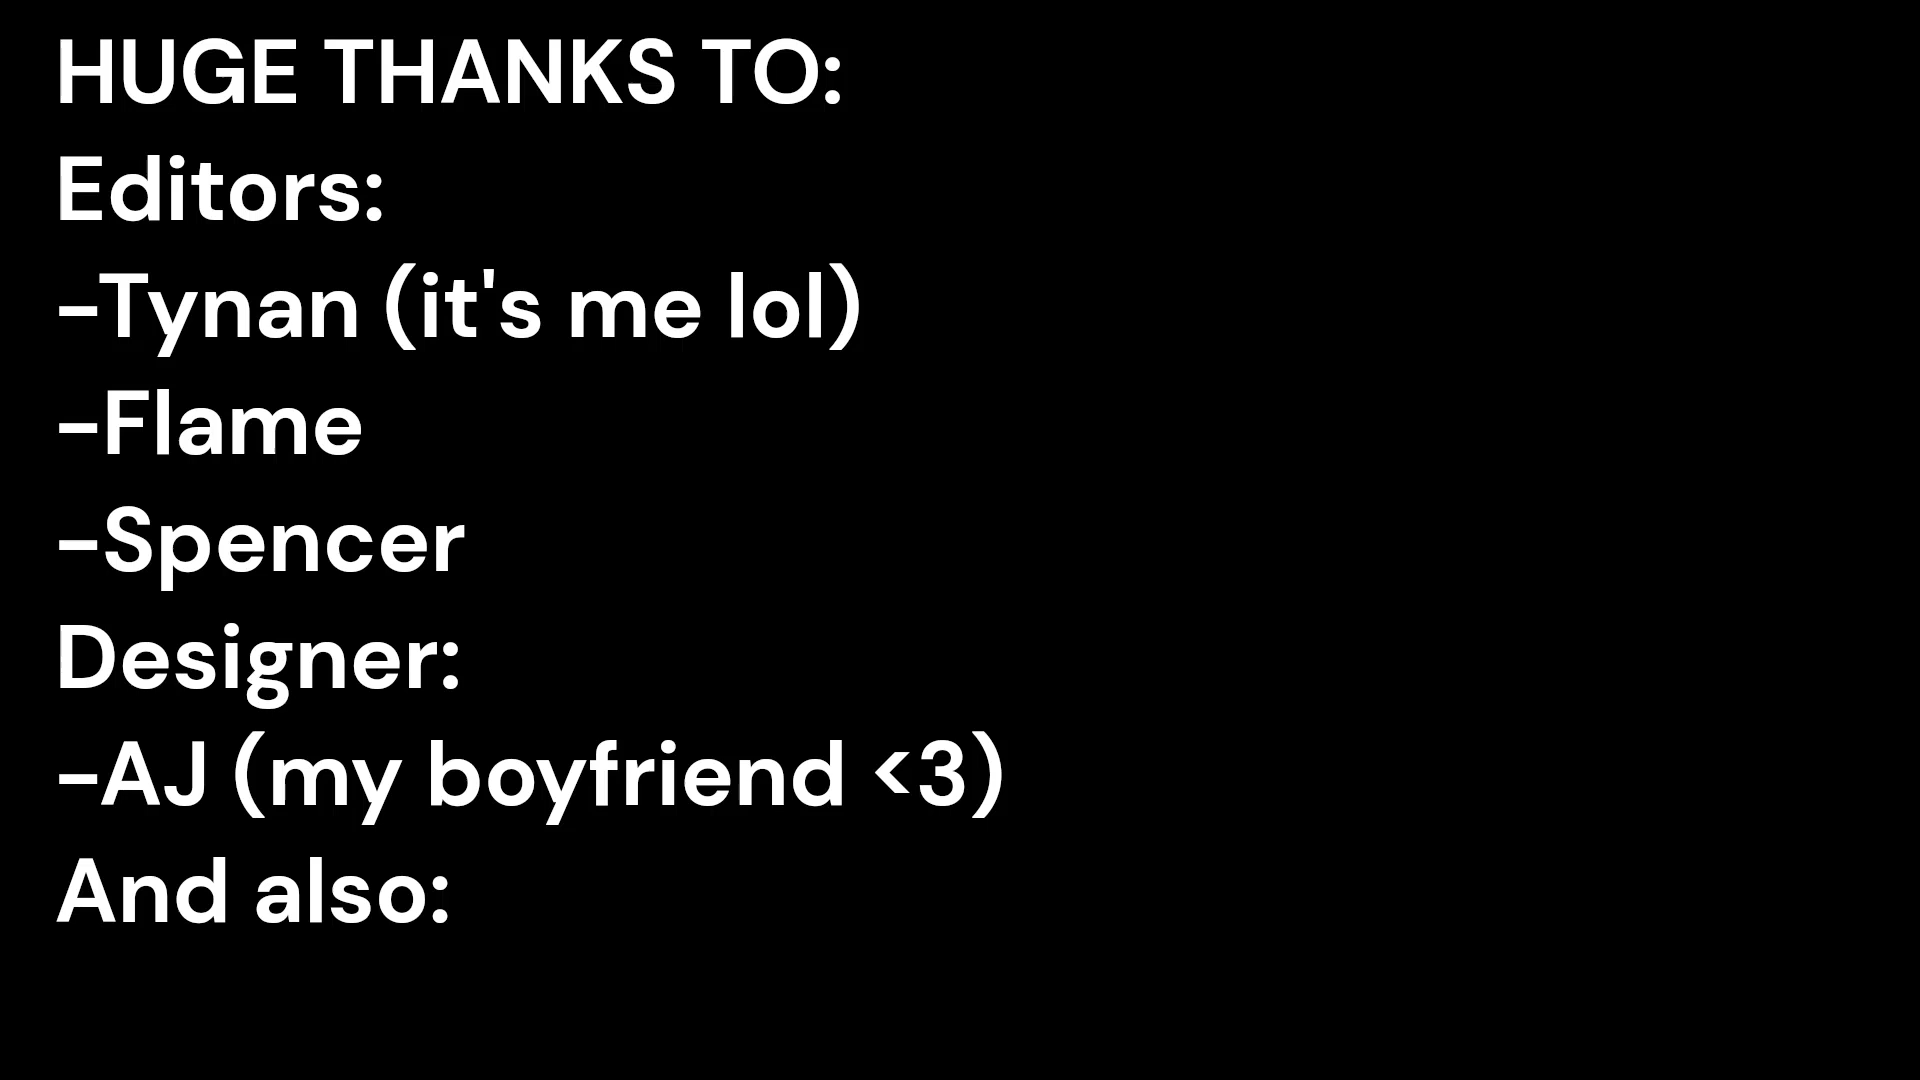 HUGE THANKS TO:
Editors:
-Tynan (it's me lol)
-Flame
-Spencer
Designer:
-AJ (my boyfriend <3)
And also: